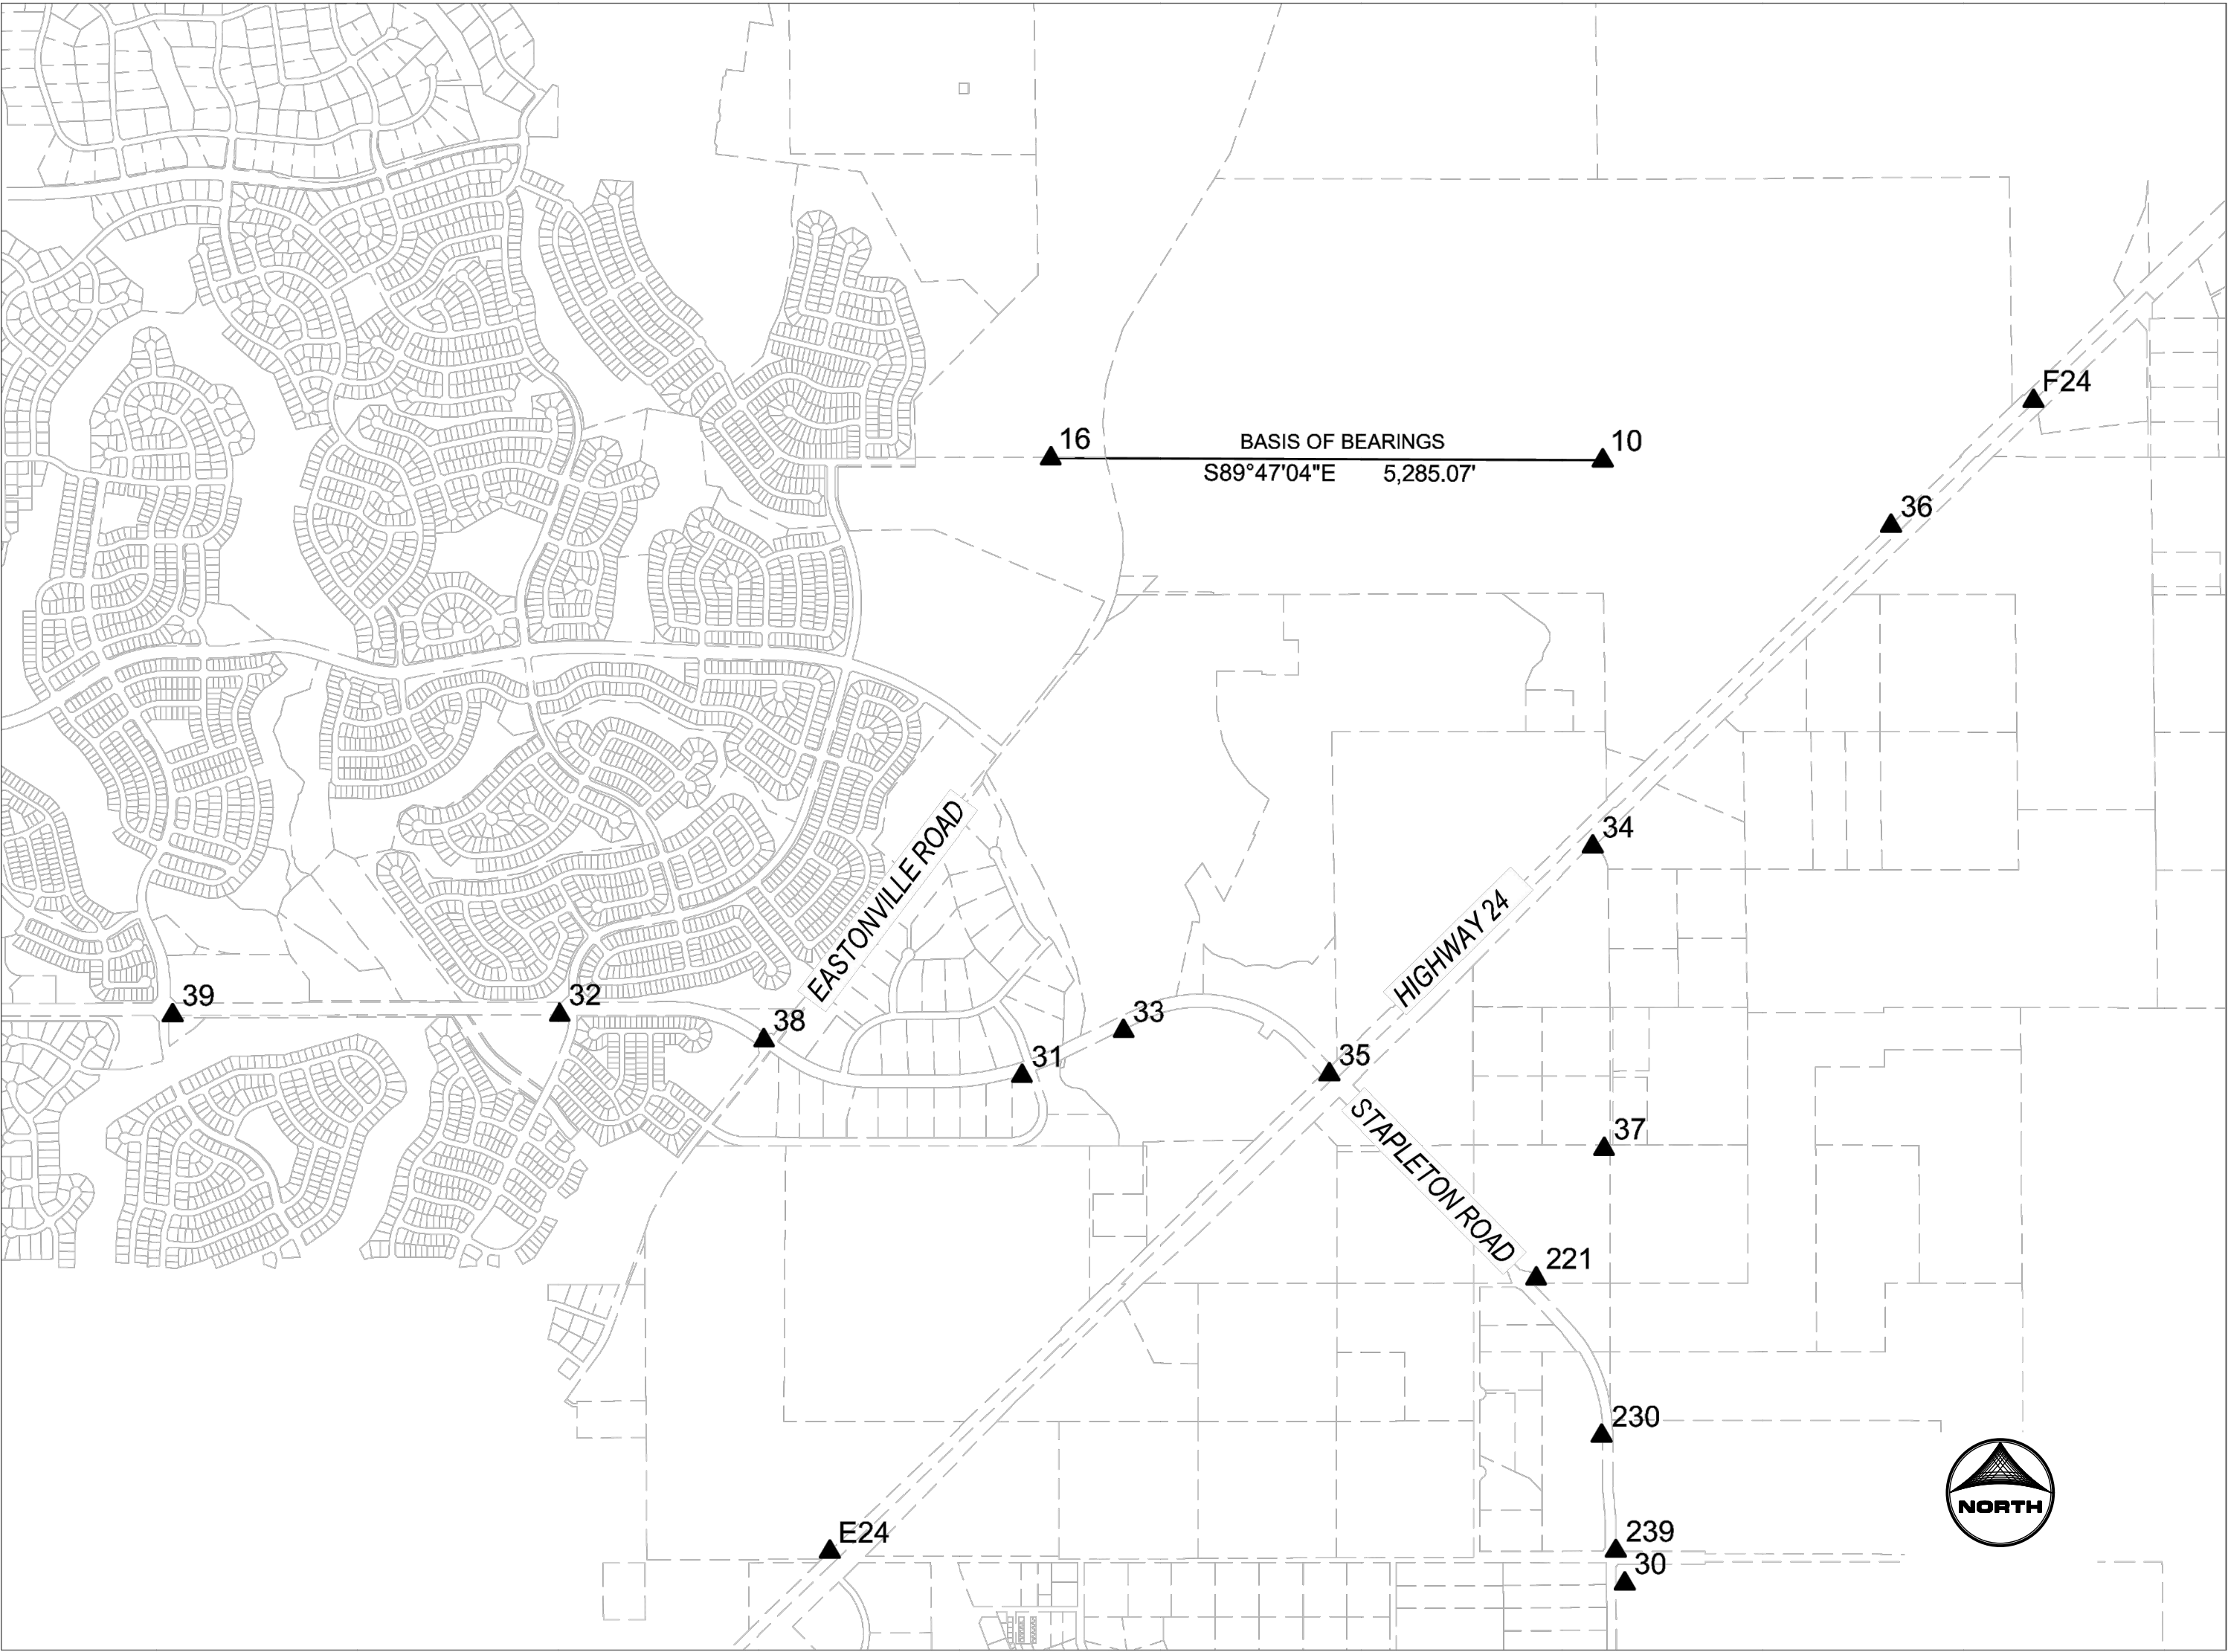 F24
16
BASIS OF BEARINGS
10
S89°47'04"E 5,285.07'
36
34
EASTONVILLE ROAD
HIGHWAY 24
39
32
38
33
31
35
STAPLETON ROAD
37
221
230
NORTH
E24
239
30